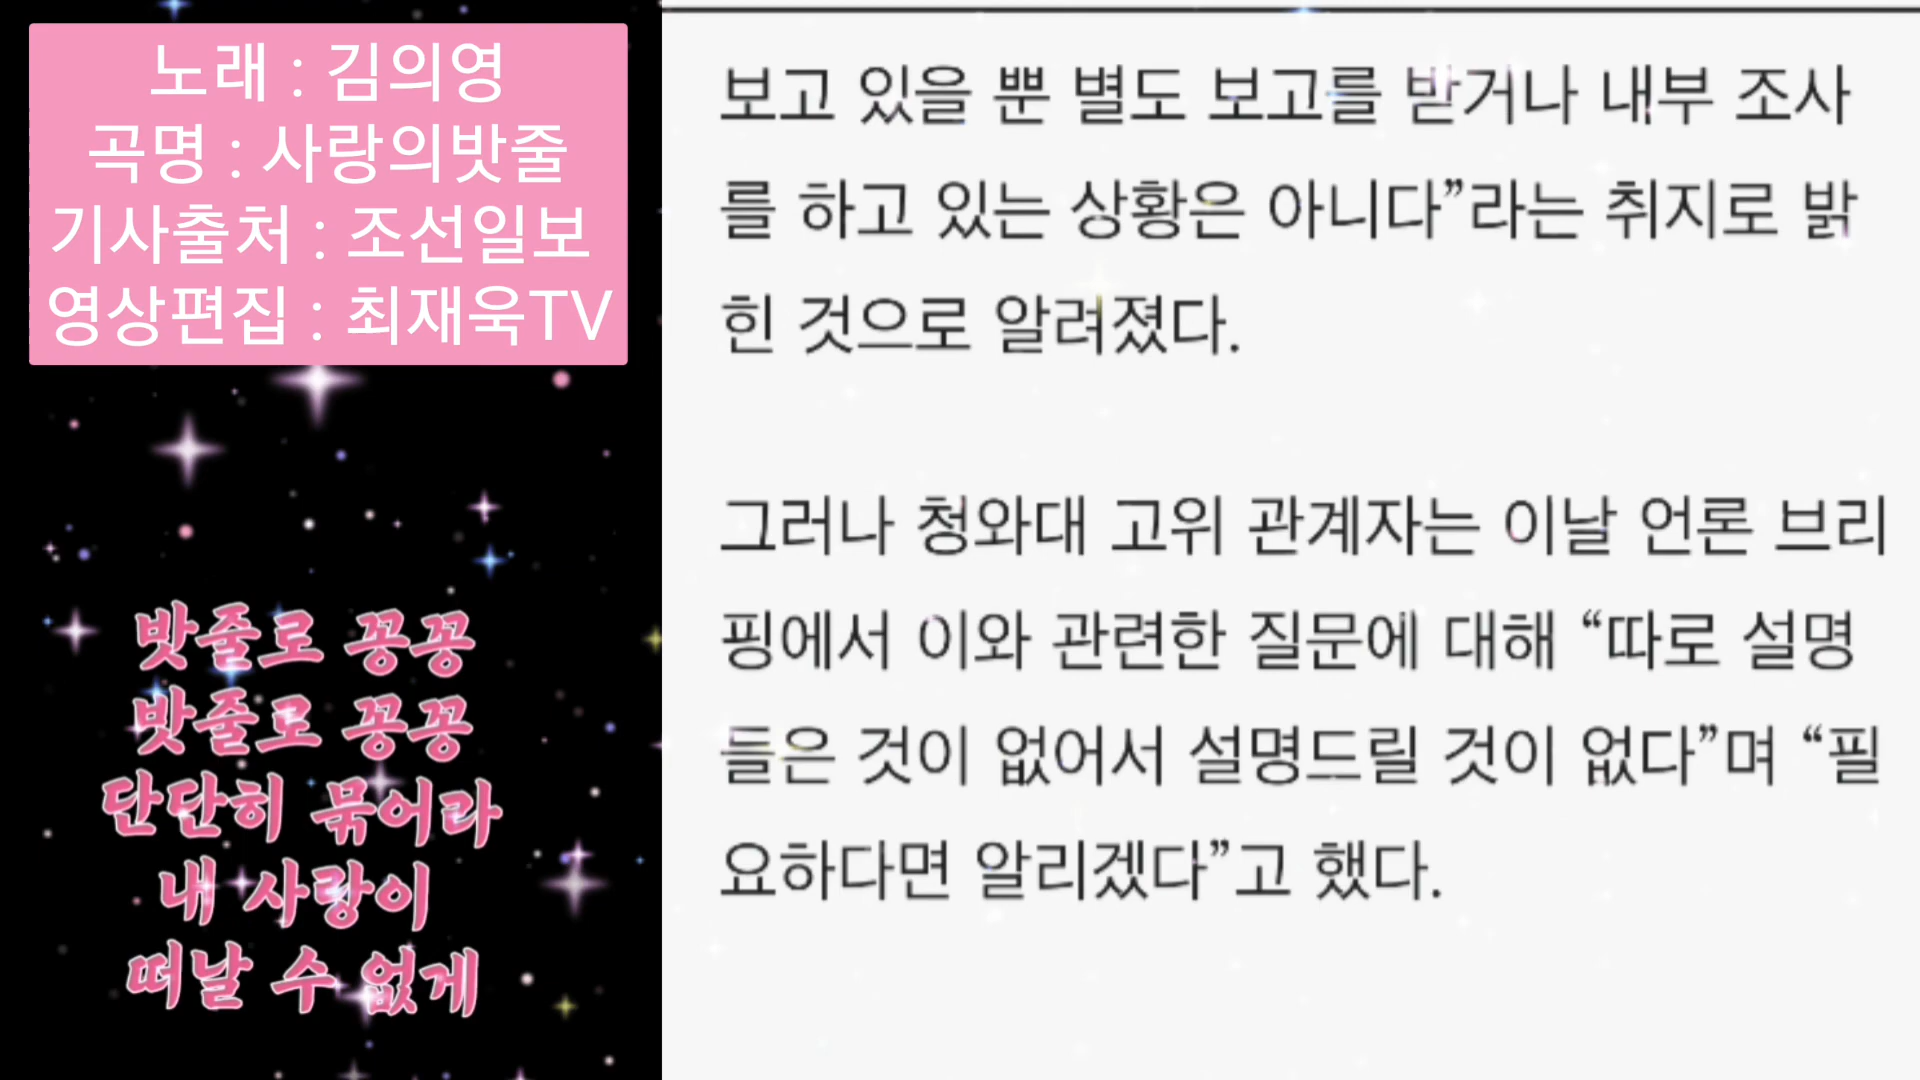 노래 : 김의영
곡명 : 사랑의밧줄
기사출처 : 조선일보
영상편집 : 최재욱TV
밧줄로 꽁꽁
밧줄로 꽁꽁
단단히 묶어라
내 사랑이
떠날 수 없게
보고 있을 뿐 별도 보고를 받거나 내부 조사
를 하고 있는 상황은 아니다”라는 취지로 밝
힌 것으로 알려졌다.
그러나 청와대 고위 관계자는 이날 언론 브리
핑에서 이와 관련한 질문에 대해 “따로 설명
들은 것이 없어서 설명드릴 것이 없다”며 “필
요하다면 알리겠다”고 했다.